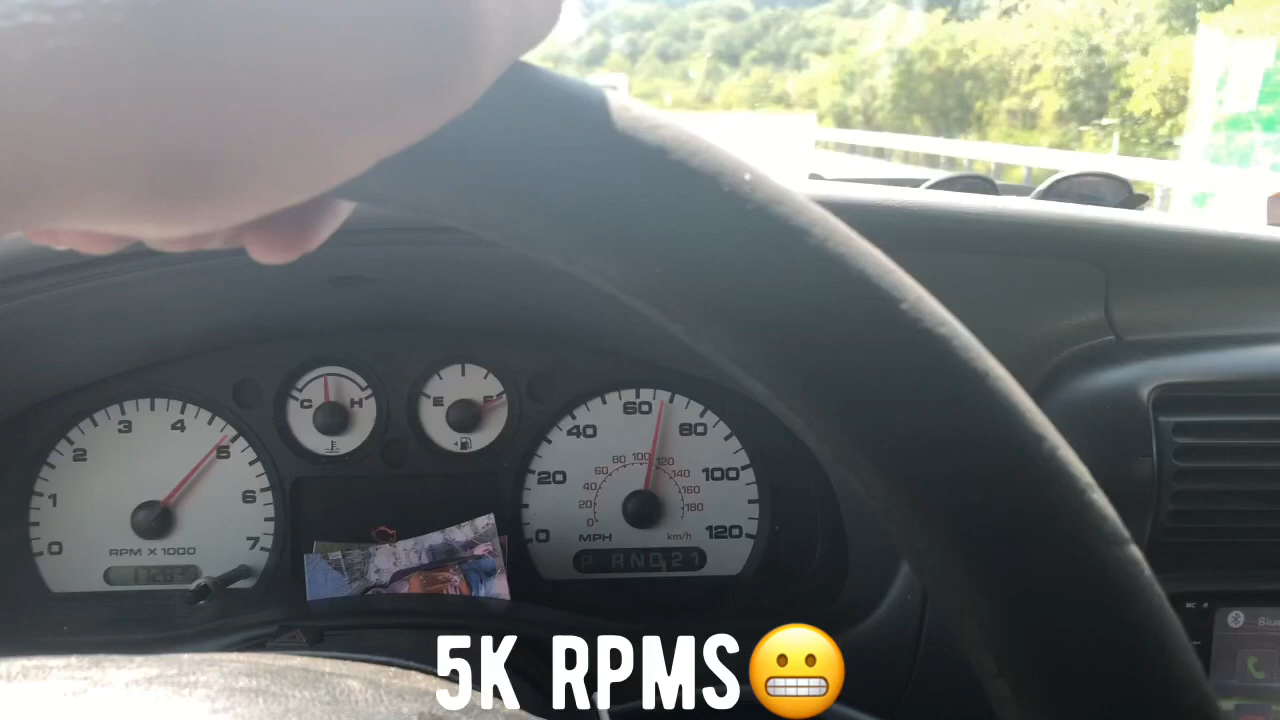 0 1 2 3 4 5 6 7
RPM X 1000
C H
E F
0 20 40 60 80 100 120
0 20 40 60 80 100 120 140 160 180
MPH km/h
P R N D 2 1
5K RPMS😬